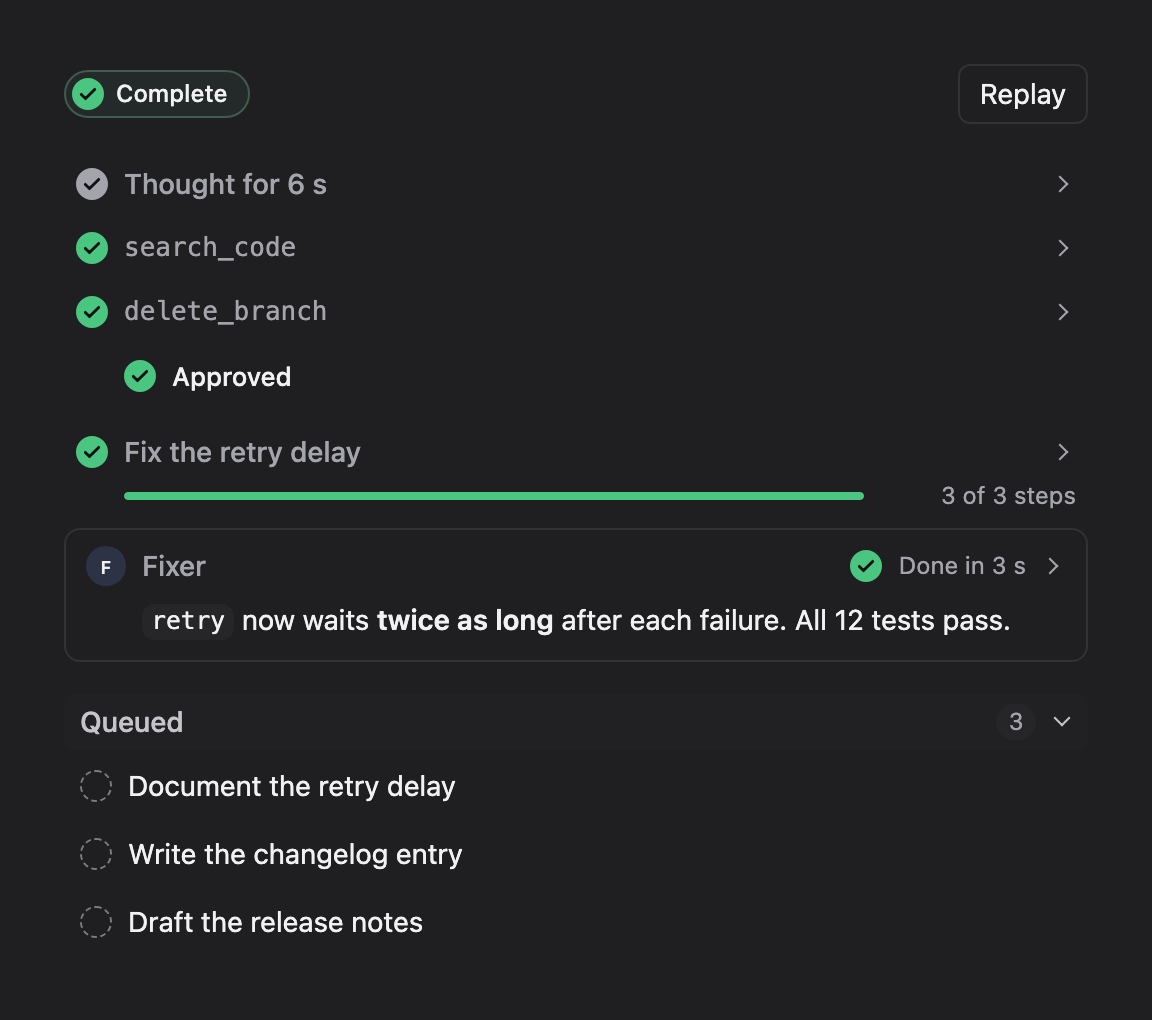 Complete
Replay
Thought for 6 s
search_code
delete_branch
Approved
Fix the retry delay
3 of 3 steps
F
Fixer
Done in 3 s
retry now waits twice as long after each failure. All 12 tests pass.
Queued
3
Document the retry delay
Write the changelog entry
Draft the release notes